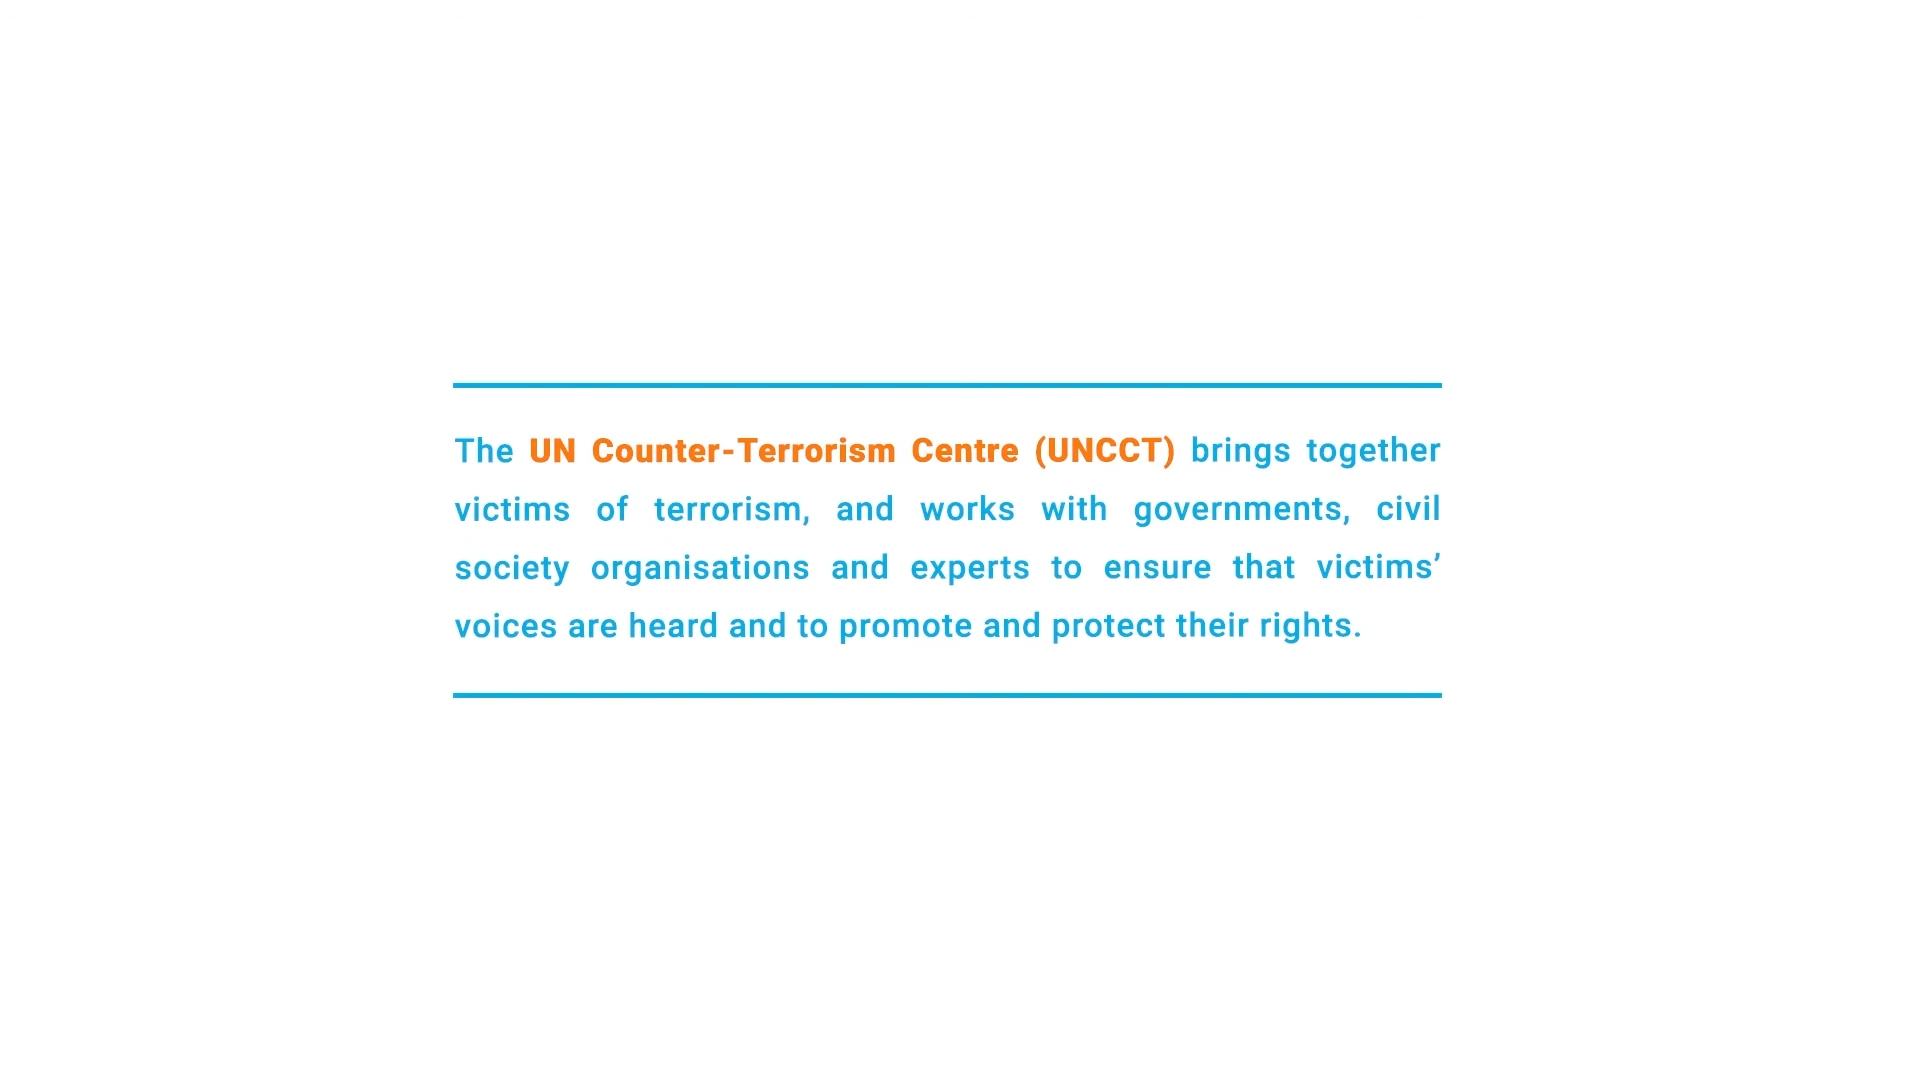 The UN Counter-Terrorism Centre (UNCCT) brings together
victims of terrorism, and works with governments, civil
society organisations and experts to ensure that victims’
voices are heard and to promote and protect their rights.